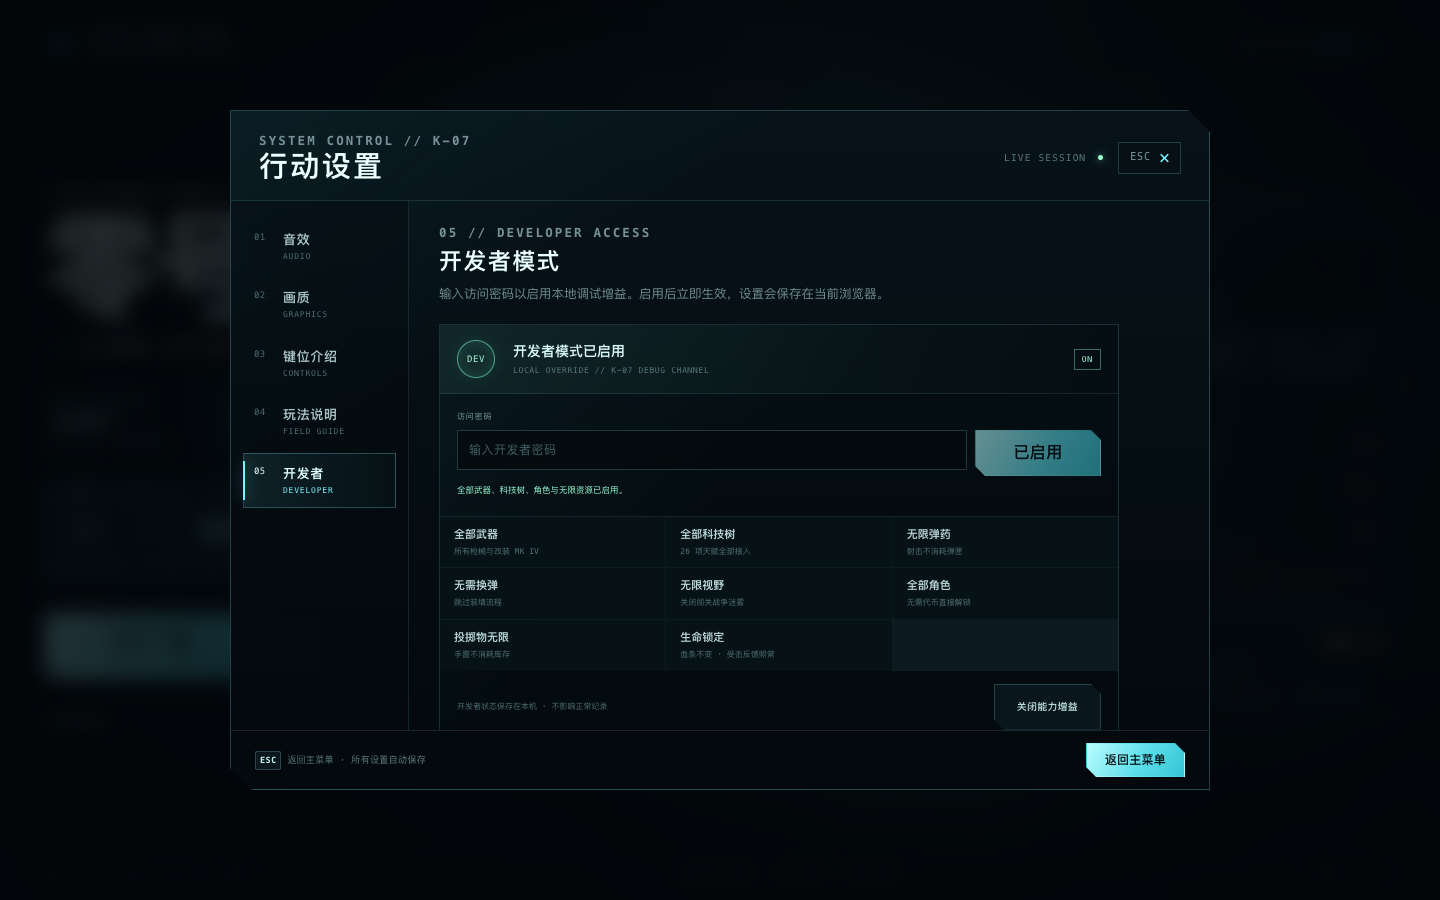 SYSTEM CONTROL // K-07
行动设置
LIVE SESSION
ESC ×
01 音效
AUDIO
02 画质
GRAPHICS
03 键位介绍
CONTROLS
04 玩法说明
FIELD GUIDE
05 开发者
DEVELOPER
05 // DEVELOPER ACCESS
开发者模式
输入访问密码以启用本地调试增益。启用后立即生效，设置会保存在当前浏览器。
DEV
开发者模式已启用
LOCAL OVERRIDE // K-07 DEBUG CHANNEL
ON
访问密码
输入开发者密码
已启用
全部武器、科技树、角色与无限资源已启用。
全部武器
所有枪械与改装 MK IV
全部科技树
26 项天赋全部接入
无限弹药
射击不消耗弹匣
无需换弹
跳过装填流程
无限视野
关闭闯关战争迷雾
全部角色
无需代币直接解锁
投掷物无限
手雷不消耗库存
生命锁定
血条不变 · 受击反馈照常
开发者状态保存在本机 · 不影响正常纪录
关闭能力增益
ESC 返回主菜单 · 所有设置自动保存
返回主菜单